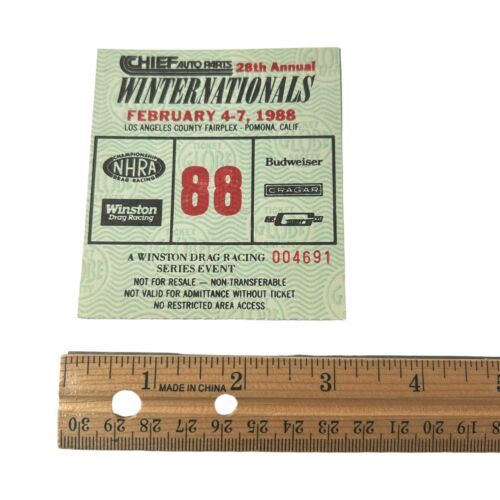 CHIEF AUTO PARTS 28th Annual
WINTERNATIONALS
FEBRUARY 4-7, 1988
LOS ANGELES COUNTY FAIRPLEX - POMONA, CALIF.
CHAMPIONSHIP
NHRA
DRAG RACING
Winston
Drag Racing
88
Budweiser
CRAGAR
A WINSTON DRAG RACING
SERIES EVENT
004691
NOT FOR RESALE — NON-TRANSFERABLE
NOT VALID FOR ADMITTANCE WITHOUT TICKET
NO RESTRICTED AREA ACCESS
1 MADE IN CHINA 2 3 4
30 29 28 27 26 25 24 23 22 21 20 19 18